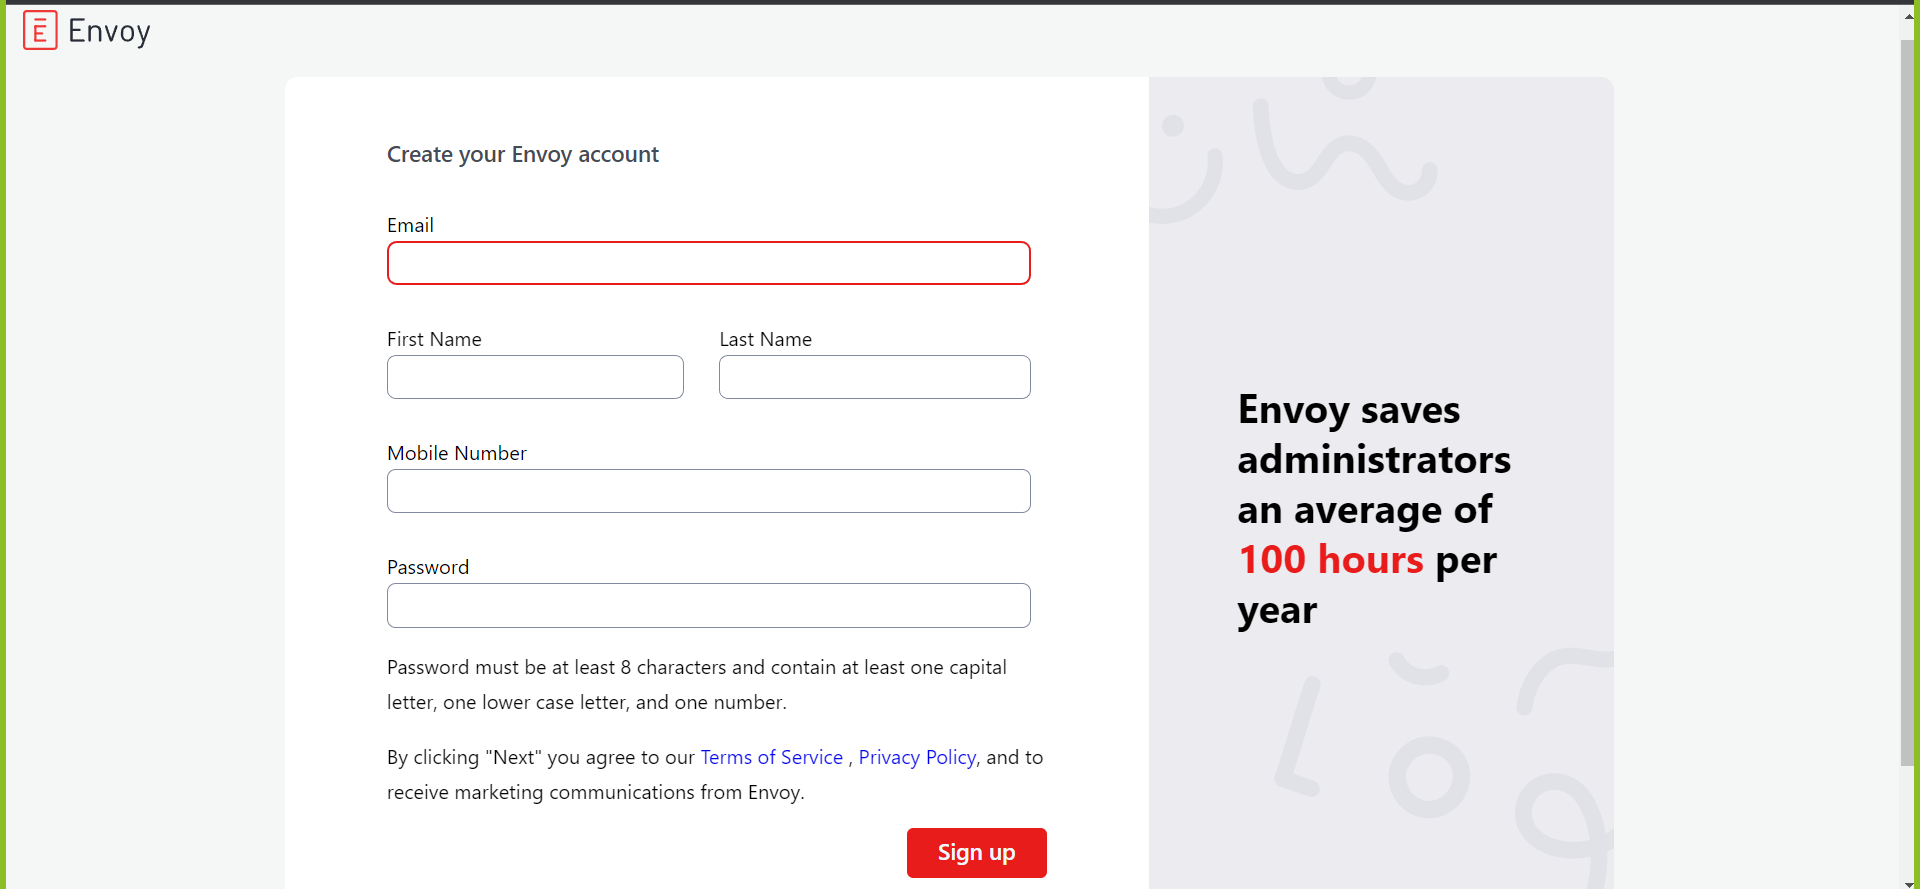 Envoy
Create your Envoy account
Email
First Name
Last Name
Mobile Number
Password
Password must be at least 8 characters and contain at least one capital
letter, one lower case letter, and one number.
By clicking "Next" you agree to our Terms of Service , Privacy Policy, and to
receive marketing communications from Envoy.
Sign up
Envoy saves
administrators
an average of
100 hours per
year